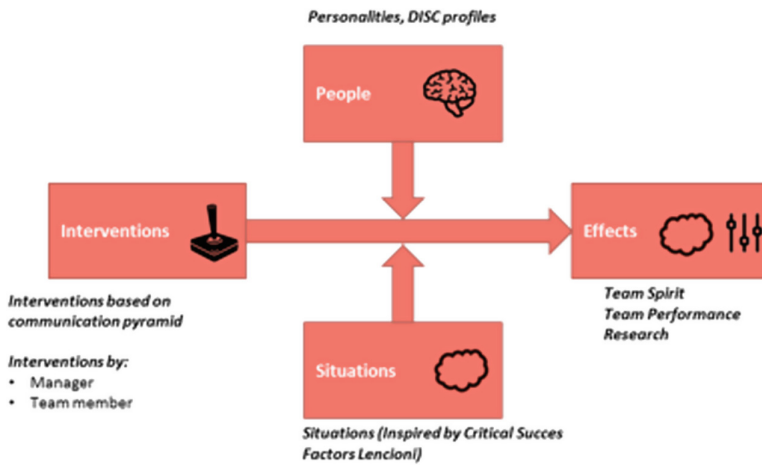 Personalities, DISC profiles
People
Interventions
Effects
Interventions based on
communication pyramid
Interventions by:
• Manager
• Team member
Team Spirit
Team Performance
Research
Situations
Situations (Inspired by Critical Succes
Factors Lencioni)